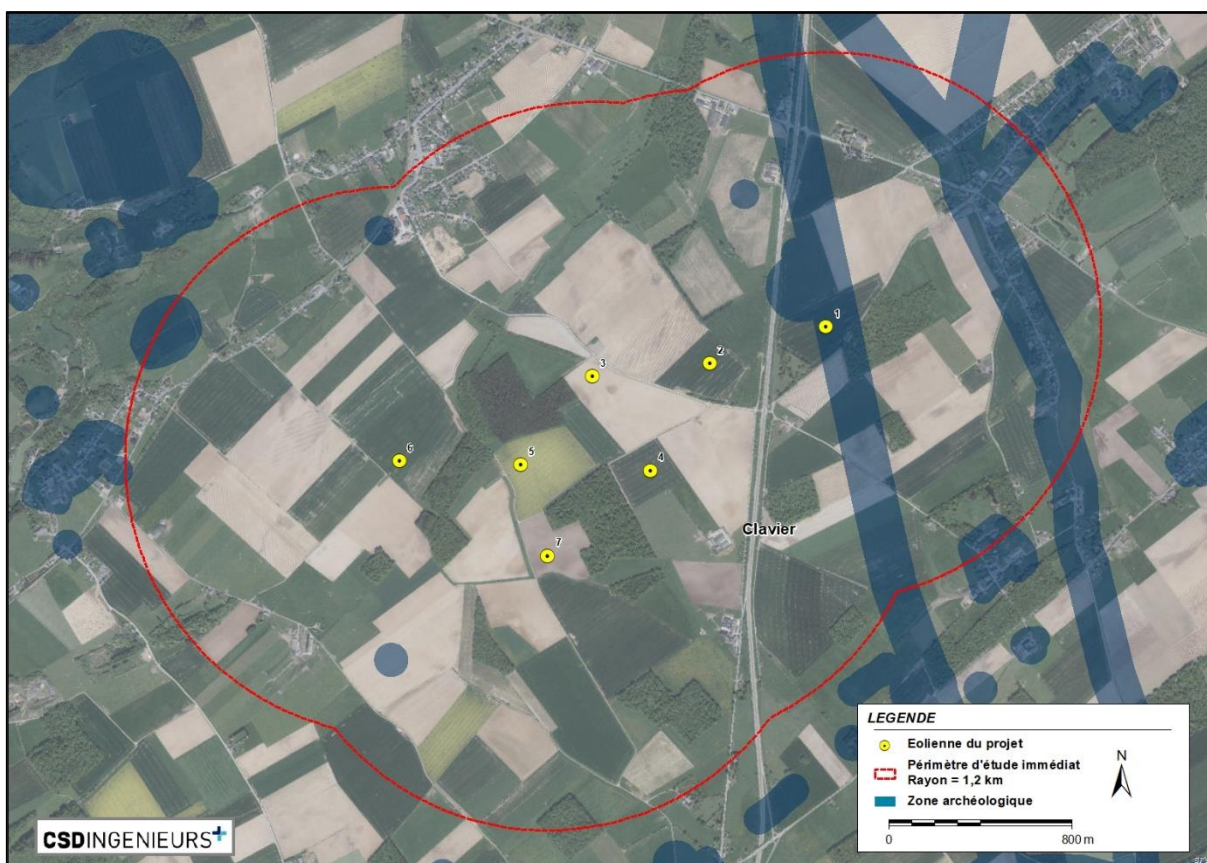 1
2
3
4
5
6
7
Clavier
LEGENDE
Eolienne du projet
Périmètre d'étude immédiat
Rayon = 1,2 km
Zone archéologique
N
0
800 m
CSDINGENIEURS+